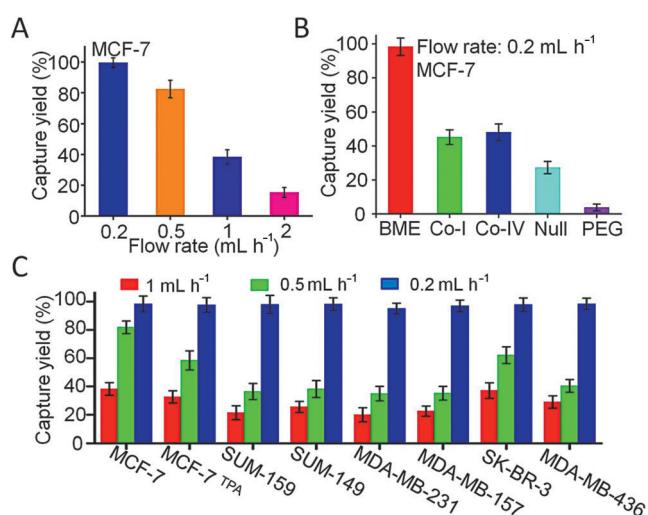 A
MCF-7
Capture yield (%)
100
80
60
40
20
0
0.2 0.5 1 2
Flow rate (mL h⁻¹)
B
Flow rate: 0.2 mL h⁻¹
MCF-7
Capture yield (%)
100
80
60
40
20
0
BME Co-I Co-IV Null PEG
C
1 mL h⁻¹ 0.5 mL h⁻¹ 0.2 mL h⁻¹
Capture yield (%)
100
80
60
40
20
0
MCF-7
MCF-7 TPA
SUM-159
SUM-149
MDA-MB-231
MDA-MB-157
SK-BR-3
MDA-MB-436